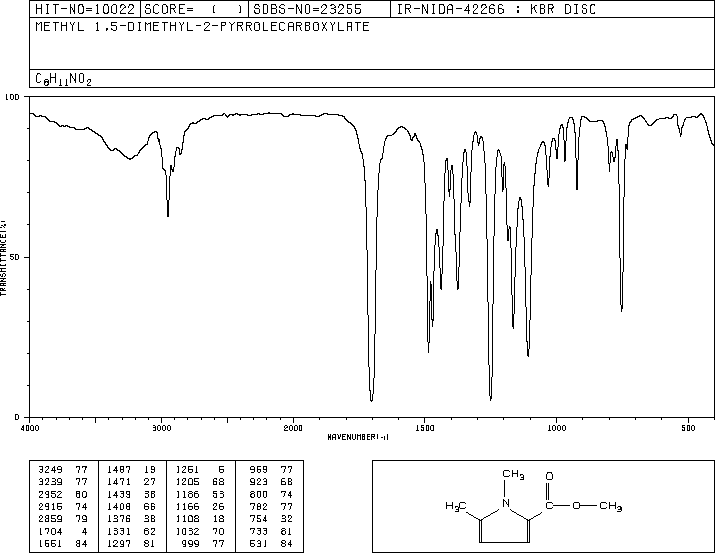 HIT-NO=10022 SCORE= ( ) SDBS-NO=23255 IR-NIDA-42266 : KBR DISC
METHYL 1,5-DIMETHYL-2-PYRROLECARBOXYLATE
C8H11NO2
100
50
0
TRANSMITTANCE(%)
4000 3000 2000 1500 1000 500
WAVENUMBER(-1)
3249 77 1487 19 1251 5 969 77
3239 77 1471 27 1205 68 923 68
2952 60 1439 38 1186 53 800 74
2915 74 1408 66 1166 26 782 77
2859 79 1376 38 1108 18 754 32
1704 4 1331 62 1032 70 733 81
1551 84 1297 81 999 77 531 84
CH3 O
H3C N C O CH3